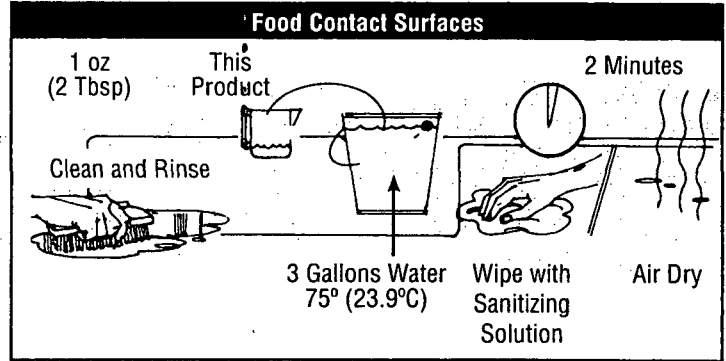 Food Contact Surfaces
1 oz
(2 Tbsp)
This
Product
2 Minutes
Clean and Rinse
3 Gallons Water
75º (23.9ºC)
Wipe with
Sanitizing
Solution
Air Dry